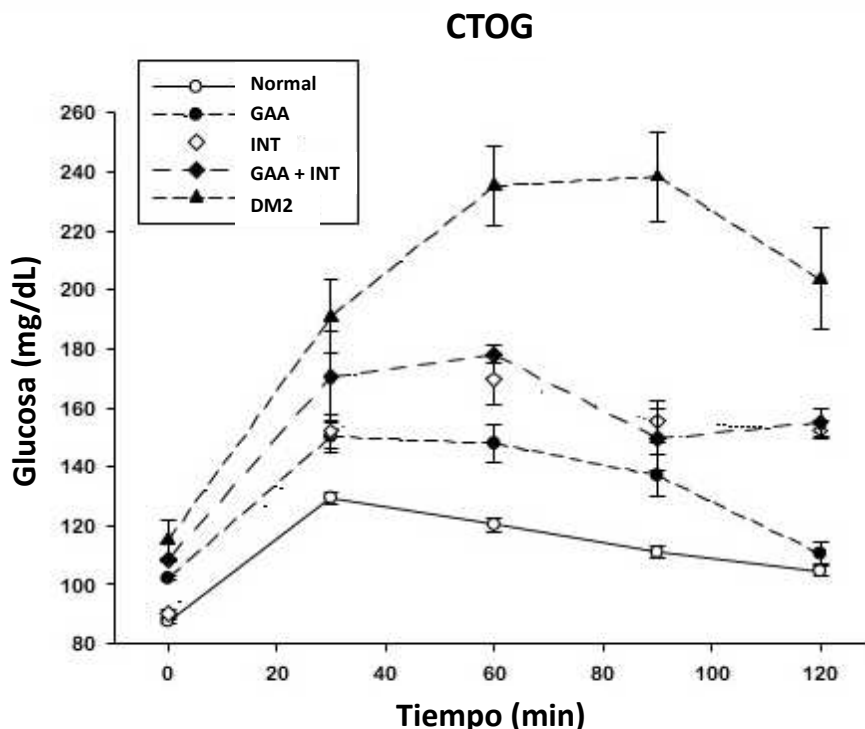 CTOG
Normal
GAA
INT
GAA + INT
DM2
260
240
220
200
180
160
140
120
100
80
Glucosa (mg/dL)
0 20 40 60 80 100 120
Tiempo (min)